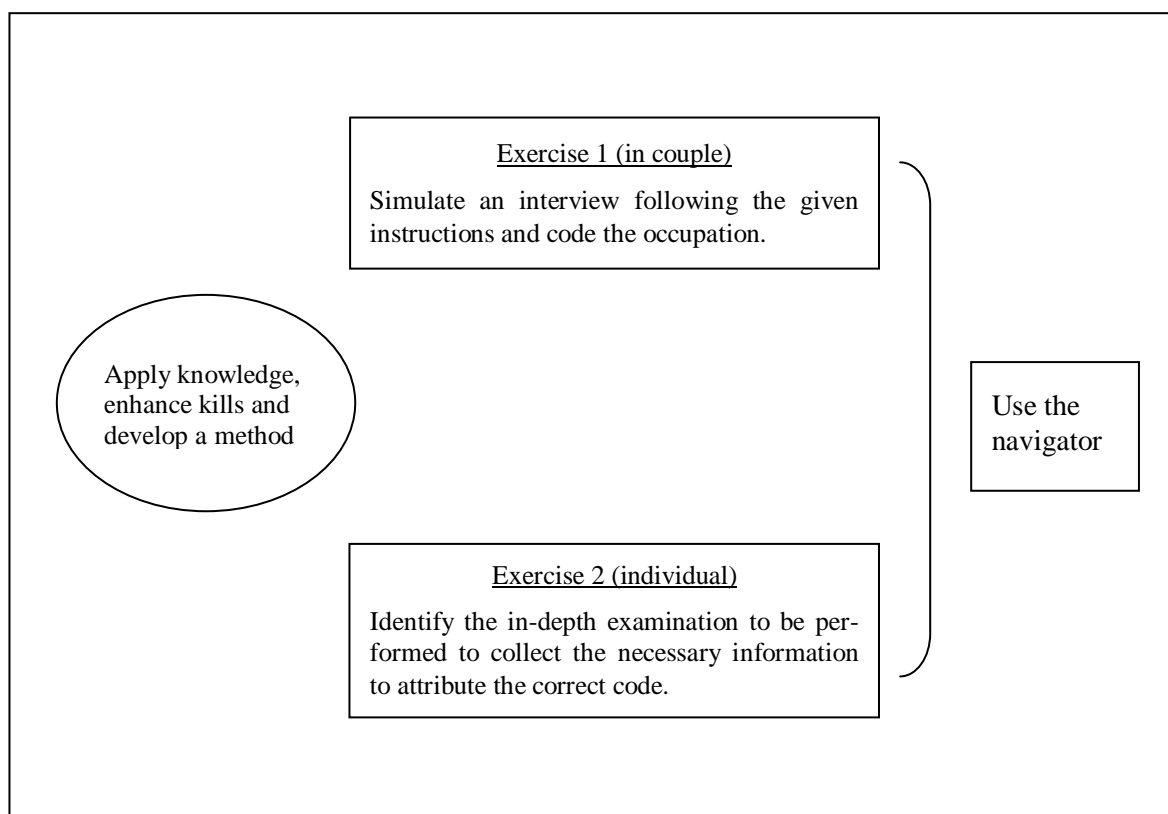 Exercise 1 (in couple)
Simulate an interview following the given
instructions and code the occupation.
Apply knowledge,
enhance kills and
develop a method
Use the
navigator
Exercise 2 (individual)
Identify the in-depth examination to be per-
formed to collect the necessary information
to attribute the correct code.